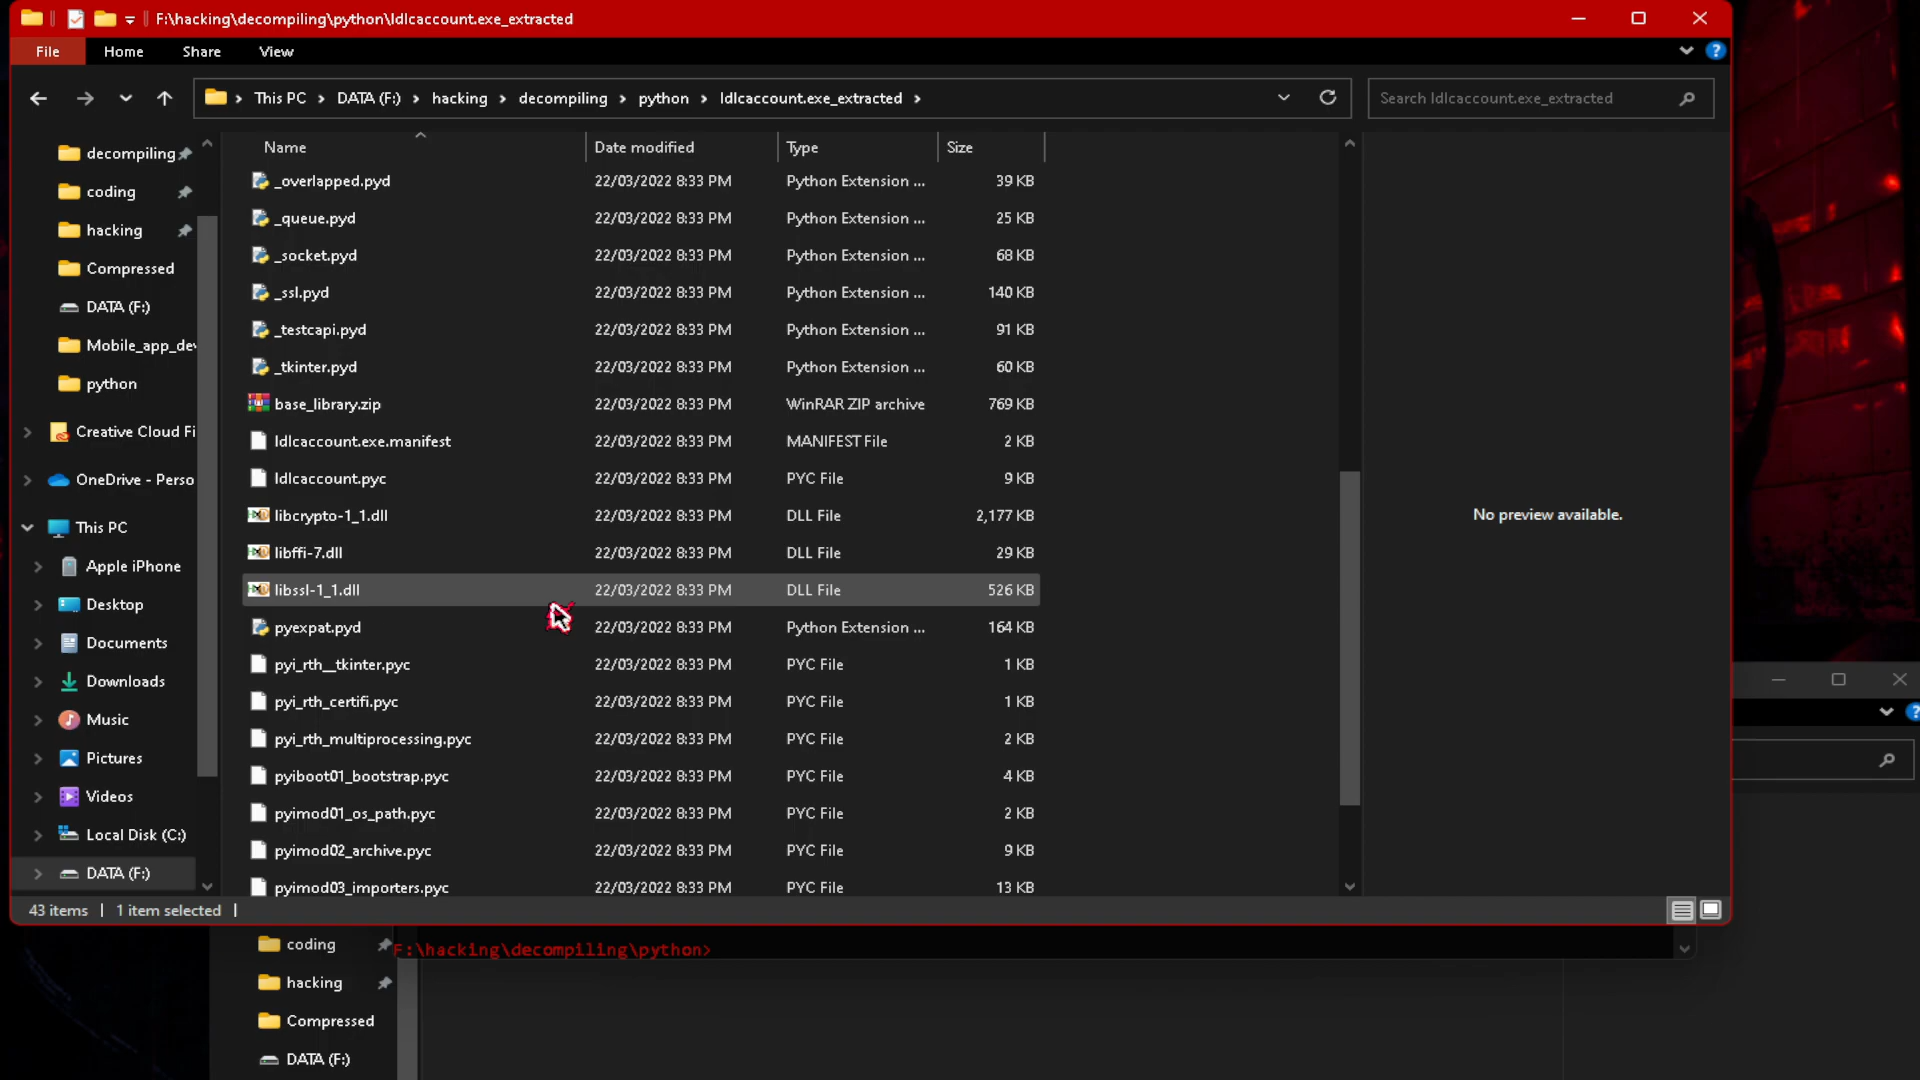 F:\hacking\decompiling\python\ldlcaccount.exe_extracted
File Home Share View
This PC > DATA (F:) > hacking > decompiling > python > ldlcaccount.exe_extracted >
Search ldlcaccount.exe_extracted
decompiling
coding
hacking
Compressed
DATA (F:)
Mobile_app_dev
python
Creative Cloud Fi
OneDrive - Perso
This PC
Apple iPhone
Desktop
Documents
Downloads
Music
Pictures
Videos
Local Disk (C:)
DATA (F:)
Name Date modified Type Size
_overlapped.pyd 22/03/2022 8:33 PM Python Extension ... 39 KB
_queue.pyd 22/03/2022 8:33 PM Python Extension ... 25 KB
_socket.pyd 22/03/2022 8:33 PM Python Extension ... 68 KB
_ssl.pyd 22/03/2022 8:33 PM Python Extension ... 140 KB
_testcapi.pyd 22/03/2022 8:33 PM Python Extension ... 91 KB
_tkinter.pyd 22/03/2022 8:33 PM Python Extension ... 60 KB
base_library.zip 22/03/2022 8:33 PM WinRAR ZIP archive 769 KB
ldlcaccount.exe.manifest 22/03/2022 8:33 PM MANIFEST File 2 KB
ldlcaccount.pyc 22/03/2022 8:33 PM PYC File 9 KB
libcrypto-1_1.dll 22/03/2022 8:33 PM DLL File 2,177 KB
libffi-7.dll 22/03/2022 8:33 PM DLL File 29 KB
libssl-1_1.dll 22/03/2022 8:33 PM DLL File 526 KB
pyexpat.pyd 22/03/2022 8:33 PM Python Extension ... 164 KB
pyi_rth__tkinter.pyc 22/03/2022 8:33 PM PYC File 1 KB
pyi_rth_certifi.pyc 22/03/2022 8:33 PM PYC File 1 KB
pyi_rth_multiprocessing.pyc 22/03/2022 8:33 PM PYC File 2 KB
pyiboot01_bootstrap.pyc 22/03/2022 8:33 PM PYC File 4 KB
pyimod01_os_path.pyc 22/03/2022 8:33 PM PYC File 2 KB
pyimod02_archive.pyc 22/03/2022 8:33 PM PYC File 9 KB
pyimod03_importers.pyc 22/03/2022 8:33 PM PYC File 13 KB
No preview available.
43 items | 1 item selected |
F:\hacking\decompiling\python>
coding
hacking
Compressed
DATA (F:)